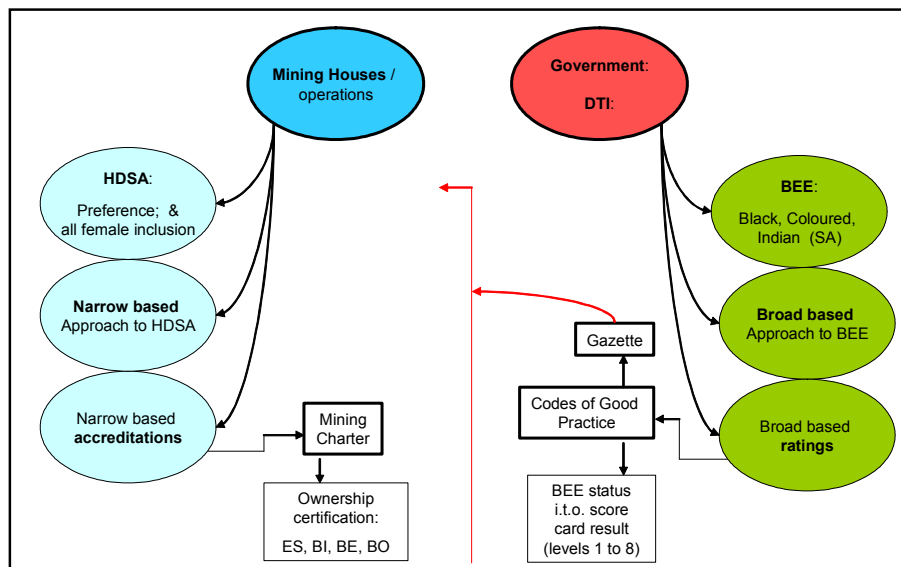 Mining Houses /
operations
Government:
DTI:
HDSA:
Preference; &
all female inclusion
BEE:
Black, Coloured,
Indian (SA)
Narrow based
Approach to HDSA
Broad based
Approach to BEE
Gazette
Narrow based
accreditations
Mining
Charter
Codes of Good
Practice
Broad based
ratings
Ownership
certification:
ES, BI, BE, BO
BEE status
i.t.o. score
card result
(levels 1 to 8)